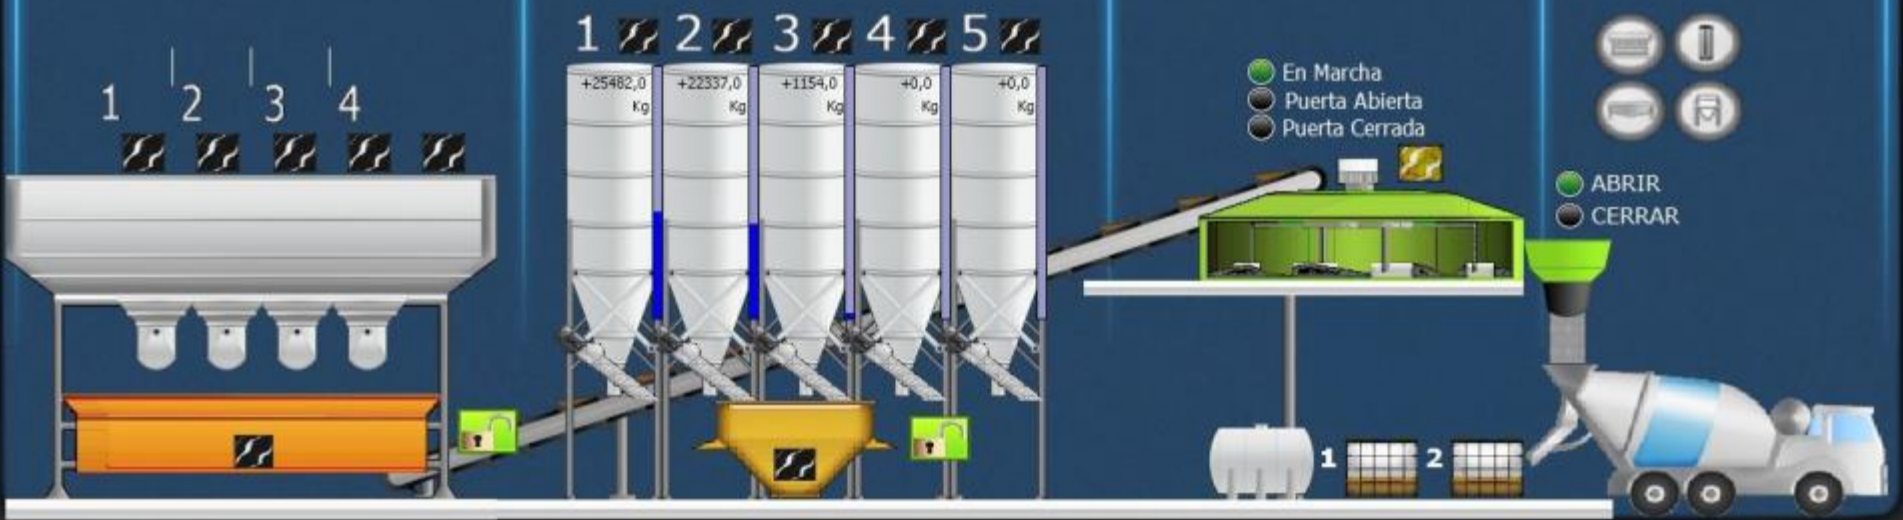 1 2 3 4 5
+25482,0 +22337,0 +1154,0 +0,0 +0,0
Kg Kg Kg Kg Kg
1 2 3 4
En Marcha
Puerta Abierta
Puerta Cerrada
ABRIR
CERRAR
1 2